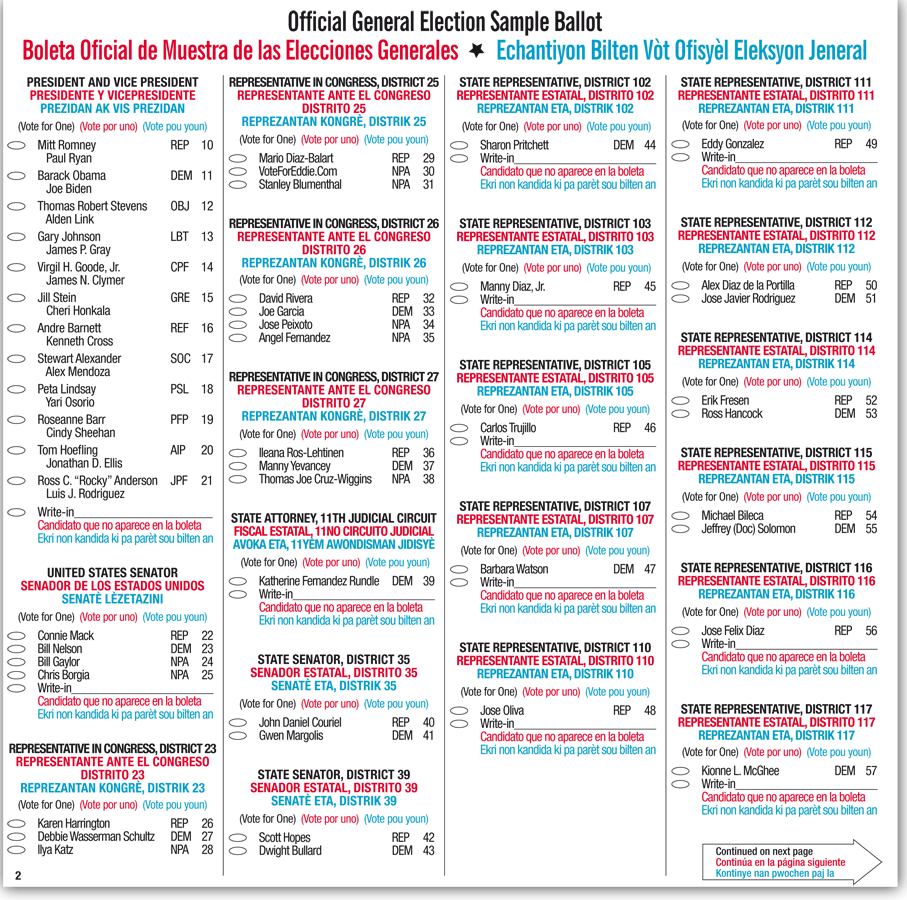 Official General Election Sample Ballot
Boleta Oficial de Muestra de las Elecciones Generales ★ Echantiyon Bilten Vòt Ofisyèl Eleksyon Jeneral
PRESIDENT AND VICE PRESIDENT
PRESIDENTE Y VICEPRESIDENTE
PREZIDAN AK VIS PREZIDAN
(Vote for One) (Vote por uno) (Vote pou youn)
Mitt Romney REP 10
Paul Ryan
Barack Obama DEM 11
Joe Biden
Thomas Robert Stevens OBJ 12
Alden Link
Gary Johnson LBT 13
James P. Gray
Virgil H. Goode, Jr. CPF 14
James N. Clymer
Jill Stein GRE 15
Cheri Honkala
Andre Barnett REF 16
Kenneth Cross
Stewart Alexander SOC 17
Alex Mendoza
Peta Lindsay PSL 18
Yari Osorio
Roseanne Barr PFP 19
Cindy Sheehan
Tom Hoefling AIP 20
Jonathan D. Ellis
Ross C. “Rocky” Anderson JPF 21
Luis J. Rodriguez
Write-in
Candidato que no aparece en la boleta
Ekri non kandida ki pa parèt sou bilten an
UNITED STATES SENATOR
SENADOR DE LOS ESTADOS UNIDOS
SENATÈ LÈZETAZINI
(Vote for One) (Vote por uno) (Vote pou youn)
Connie Mack REP 22
Bill Nelson DEM 23
Bill Gaylor NPA 24
Chris Borgia NPA 25
Write-in
Candidato que no aparece en la boleta
Ekri non kandida ki pa parèt sou bilten an
REPRESENTATIVE IN CONGRESS, DISTRICT 23
REPRESENTANTE ANTE EL CONGRESO
DISTRITO 23
REPREZANTAN KONGRÈ, DISTRIK 23
(Vote for One) (Vote por uno) (Vote pou youn)
Karen Harrington REP 26
Debbie Wasserman Schultz DEM 27
Ilya Katz NPA 28
2
REPRESENTATIVE IN CONGRESS, DISTRICT 25
REPRESENTANTE ANTE EL CONGRESO
DISTRITO 25
REPREZANTAN KONGRÈ, DISTRIK 25
(Vote for One) (Vote por uno) (Vote pou youn)
Mario Diaz-Balart REP 29
VoteForEddie.Com NPA 30
Stanley Blumenthal NPA 31
REPRESENTATIVE IN CONGRESS, DISTRICT 26
REPRESENTANTE ANTE EL CONGRESO
DISTRITO 26
REPREZANTAN KONGRÈ, DISTRIK 26
(Vote for One) (Vote por uno) (Vote pou youn)
David Rivera REP 32
Joe Garcia DEM 33
Jose Peixoto NPA 34
Angel Fernandez NPA 35
REPRESENTATIVE IN CONGRESS, DISTRICT 27
REPRESENTANTE ANTE EL CONGRESO
DISTRITO 27
REPREZANTAN KONGRÈ, DISTRIK 27
(Vote for One) (Vote por uno) (Vote pou youn)
Ileana Ros-Lehtinen REP 36
Manny Yevancey DEM 37
Thomas Joe Cruz-Wiggins NPA 38
STATE ATTORNEY, 11TH JUDICIAL CIRCUIT
FISCAL ESTATAL, 11NO CIRCUITO JUDICIAL
AVOKA ETA, 11YÈM AWONDISMAN JIDISYÈ
(Vote for One) (Vote por uno) (Vote pou youn)
Katherine Fernandez Rundle DEM 39
Write-in
Candidato que no aparece en la boleta
Ekri non kandida ki pa parèt sou bilten an
STATE SENATOR, DISTRICT 35
SENADOR ESTATAL, DISTRITO 35
SENATÈ ETA, DISTRIK 35
(Vote for One) (Vote por uno) (Vote pou youn)
John Daniel Couriel REP 40
Gwen Margolis DEM 41
STATE SENATOR, DISTRICT 39
SENADOR ESTATAL, DISTRITO 39
SENATÈ ETA, DISTRIK 39
(Vote for One) (Vote por uno) (Vote pou youn)
Scott Hopes REP 42
Dwight Bullard DEM 43
STATE REPRESENTATIVE, DISTRICT 102
REPRESENTANTE ESTATAL, DISTRITO 102
REPREZANTAN ETA, DISTRIK 102
(Vote for One) (Vote por uno) (Vote pou youn)
Sharon Pritchett DEM 44
Write-in
Candidato que no aparece en la boleta
Ekri non kandida ki pa parèt sou bilten an
STATE REPRESENTATIVE, DISTRICT 103
REPRESENTANTE ESTATAL, DISTRITO 103
REPREZANTAN ETA, DISTRIK 103
(Vote for One) (Vote por uno) (Vote pou youn)
Manny Diaz, Jr. REP 45
Write-in
Candidato que no aparece en la boleta
Ekri non kandida ki pa parèt sou bilten an
STATE REPRESENTATIVE, DISTRICT 105
REPRESENTANTE ESTATAL, DISTRITO 105
REPREZANTAN ETA, DISTRIK 105
(Vote for One) (Vote por uno) (Vote pou youn)
Carlos Trujillo REP 46
Write-in
Candidato que no aparece en la boleta
Ekri non kandida ki pa parèt sou bilten an
STATE REPRESENTATIVE, DISTRICT 107
REPRESENTANTE ESTATAL, DISTRITO 107
REPREZANTAN ETA, DISTRIK 107
(Vote for One) (Vote por uno) (Vote pou youn)
Barbara Watson DEM 47
Write-in
Candidato que no aparece en la boleta
Ekri non kandida ki pa parèt sou bilten an
STATE REPRESENTATIVE, DISTRICT 110
REPRESENTANTE ESTATAL, DISTRITO 110
REPREZANTAN ETA, DISTRIK 110
(Vote for One) (Vote por uno) (Vote pou youn)
Jose Oliva REP 48
Write-in
Candidato que no aparece en la boleta
Ekri non kandida ki pa parèt sou bilten an
STATE REPRESENTATIVE, DISTRICT 111
REPRESENTANTE ESTATAL, DISTRITO 111
REPREZANTAN ETA, DISTRIK 111
(Vote for One) (Vote por uno) (Vote pou youn)
Eddy Gonzalez REP 49
Write-in
Candidato que no aparece en la boleta
Ekri non kandida ki pa parèt sou bilten an
STATE REPRESENTATIVE, DISTRICT 112
REPRESENTANTE ESTATAL, DISTRITO 112
REPREZANTAN ETA, DISTRIK 112
(Vote for One) (Vote por uno) (Vote pou youn)
Alex Diaz de la Portilla REP 50
Jose Javier Rodriguez DEM 51
STATE REPRESENTATIVE, DISTRICT 114
REPRESENTANTE ESTATAL, DISTRITO 114
REPREZANTAN ETA, DISTRIK 114
(Vote for One) (Vote por uno) (Vote pou youn)
Erik Fresen REP 52
Ross Hancock DEM 53
STATE REPRESENTATIVE, DISTRICT 115
REPRESENTANTE ESTATAL, DISTRITO 115
REPREZANTAN ETA, DISTRIK 115
(Vote for One) (Vote por uno) (Vote pou youn)
Michael Bileca REP 54
Jeffrey (Doc) Solomon DEM 55
STATE REPRESENTATIVE, DISTRICT 116
REPRESENTANTE ESTATAL, DISTRITO 116
REPREZANTAN ETA, DISTRIK 116
(Vote for One) (Vote por uno) (Vote pou youn)
Jose Felix Diaz REP 56
Write-in
Candidato que no aparece en la boleta
Ekri non kandida ki pa parèt sou bilten an
STATE REPRESENTATIVE, DISTRICT 117
REPRESENTANTE ESTATAL, DISTRITO 117
REPREZANTAN ETA, DISTRIK 117
(Vote for One) (Vote por uno) (Vote pou youn)
Kionne L. McGhee DEM 57
Write-in
Candidato que no aparece en la boleta
Ekri non kandida ki pa parèt sou bilten an
Continued on next page
Continúa en la página siguiente
Kontinye nan pwochen paj la